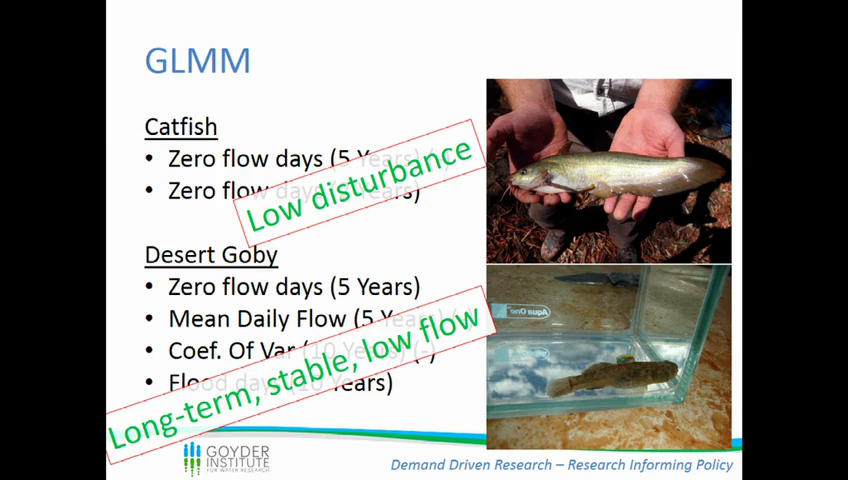 GLMM
Catfish
• Zero flow days (5 Years) (-)
• Zero flow days Years)
Low disturbance
Desert Goby
• Zero flow days (5 Years)
• Mean Daily Flow (5 Years)
• Coef. Of Var (10 Years) (-)
• Flood days (10 Years)
Long-term, stable, low flow
Aqua One
GOYDER
INSTITUTE
FOR WATER RESEARCH
Demand Driven Research – Research Informing Policy